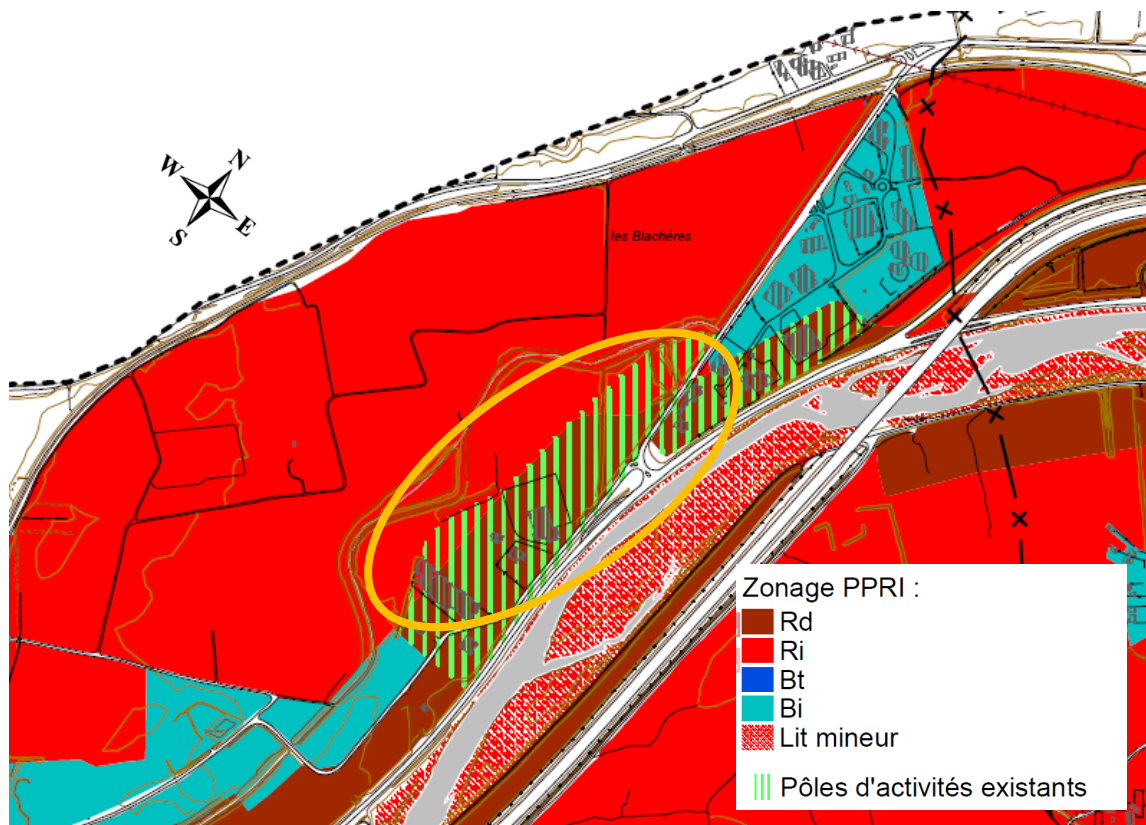 N
W
E
S
les Blachères
Zonage PPRI :
Rd
Ri
Bt
Bi
Lit mineur
Pôles d'activités existants